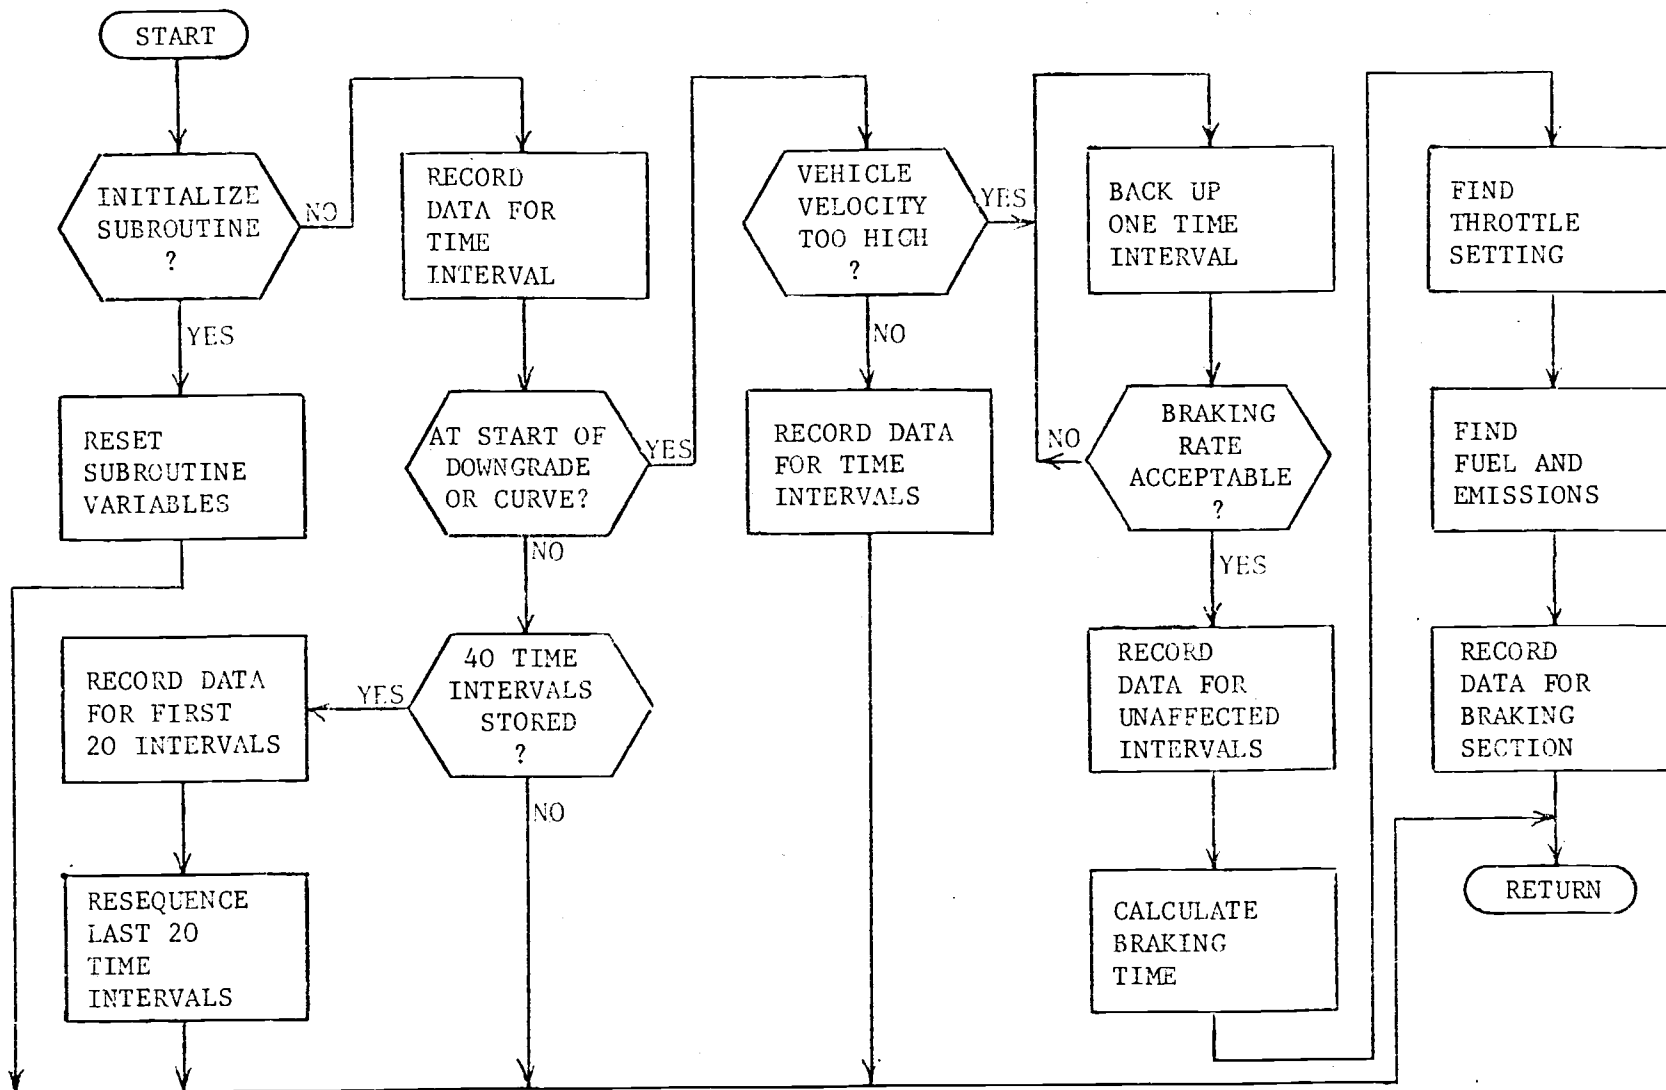 START
INITIALIZE
SUBROUTINE
?
NO
YES
RESET
SUBROUTINE
VARIABLES
RECORD
DATA FOR
TIME
INTERVAL
AT START OF
DOWNGRADE
OR CURVE?
YES
NO
40 TIME
INTERVALS
STORED
?
YES
NO
RECORD DATA
FOR FIRST
20 INTERVALS
RESEQUENCE
LAST 20
TIME
INTERVALS
VEHICLE
VELOCITY
TOO HIGH
?
YES
NO
RECORD DATA
FOR TIME
INTERVALS
BACK UP
ONE TIME
INTERVAL
BRAKING
RATE
ACCEPTABLE
?
NO
YES
RECORD
DATA FOR
UNAFFECTED
INTERVALS
CALCULATE
BRAKING
TIME
FIND
THROTTLE
SETTING
FIND
FUEL AND
EMISSIONS
RECORD
DATA FOR
BRAKING
SECTION
RETURN